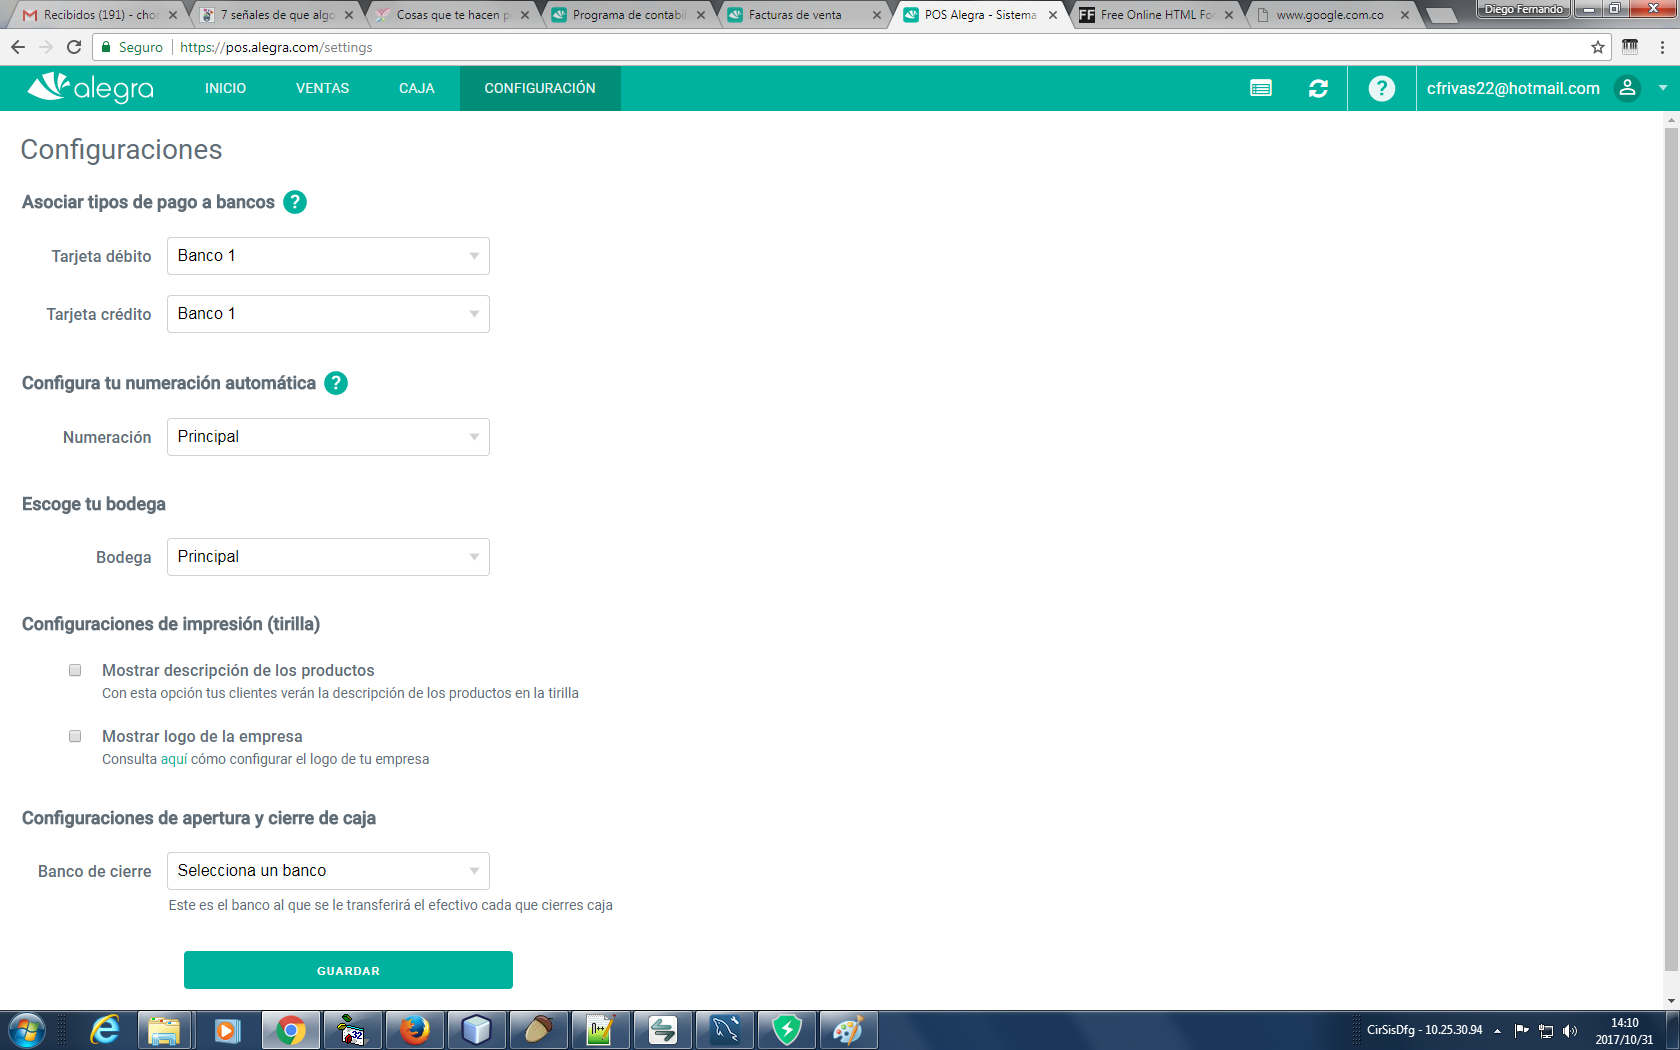 Recibidos (191) - chor
7 señales de que algo
Cosas que te hacen p
Programa de contabil
Facturas de venta
POS Alegra - Sistema
Free Online HTML Fo
www.google.com.co
Diego Fernando
Seguro
https://pos.alegra.com/settings
alegra
INICIO
VENTAS
CAJA
CONFIGURACIÓN
?
cfrivas22@hotmail.com
Configuraciones
Asociar tipos de pago a bancos ?
Tarjeta débito Banco 1
Tarjeta crédito Banco 1
Configura tu numeración automática ?
Numeración Principal
Escoge tu bodega
Bodega Principal
Configuraciones de impresión (tirilla)
Mostrar descripción de los productos
Con esta opción tus clientes verán la descripción de los productos en la tirilla
Mostrar logo de la empresa
Consulta aquí cómo configurar el logo de tu empresa
Configuraciones de apertura y cierre de caja
Banco de cierre Selecciona un banco
Este es el banco al que se le transferirá el efectivo cada que cierres caja
GUARDAR
CirSisDfg - 10.25.30.94
14:10
2017/10/31